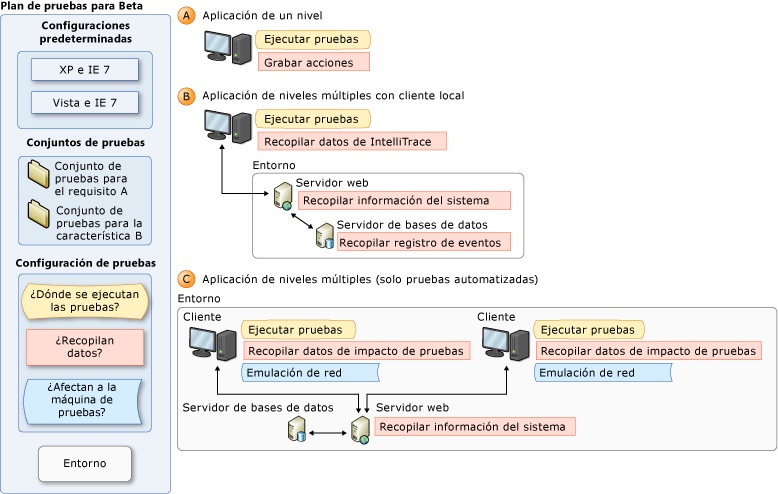 Plan de pruebas para Beta
Configuraciones
predeterminadas
XP e IE 7
Vista e IE 7
Conjuntos de pruebas
Conjunto de
pruebas para
el requisito A
Conjunto de
pruebas para la
característica B
Configuración de pruebas
¿Dónde se ejecutan
las pruebas?
¿Recopilan
datos?
¿Afectan a la
máquina de
pruebas?
Entorno
A Aplicación de un nivel
Ejecutar pruebas
Grabar acciones
B Aplicación de niveles múltiples con cliente local
Ejecutar pruebas
Recopilar datos de IntelliTrace
Entorno
Servidor web
Recopilar información del sistema
Servidor de bases de datos
Recopilar registro de eventos
C Aplicación de niveles múltiples (solo pruebas automatizadas)
Entorno
Cliente
Ejecutar pruebas
Recopilar datos de impacto de pruebas
Emulación de red
Cliente
Ejecutar pruebas
Recopilar datos de impacto de pruebas
Emulación de red
Servidor de bases de datos
Servidor web
Recopilar información del sistema